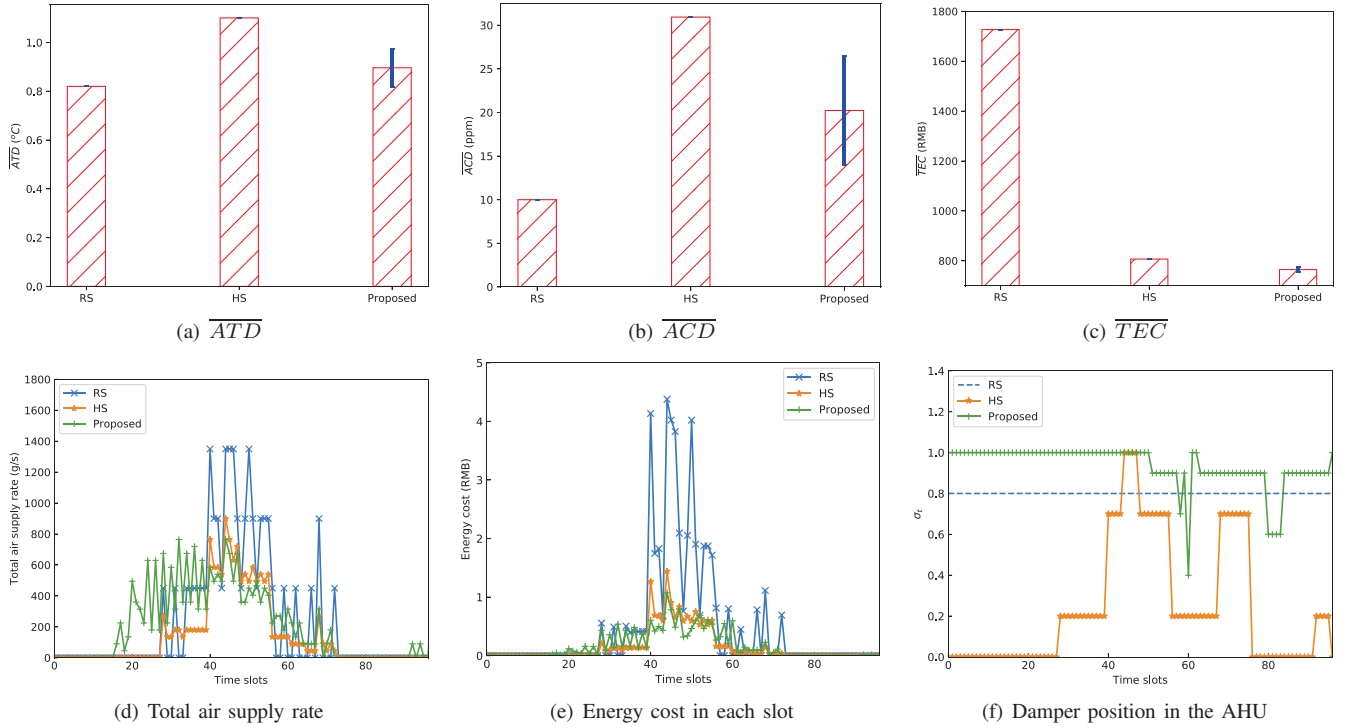 1.0
0.8
0.6
0.4
0.2
0.0
ATD (°C)
RS HS Proposed
(a) ATD
30
25
20
15
10
5
0
ACD (ppm)
RS HS Proposed
(b) ACD
1800
1600
1400
1200
1000
800
TEC (RMB)
RS HS Proposed
(c) TEC
1800
1600
1400
1200
1000
800
600
400
200
0
Total air supply rate (g/s)
RS
HS
Proposed
0 20 40 60 80
Time slots
(d) Total air supply rate
5
4
3
2
1
0
Energy cost (RMB)
RS
HS
Proposed
0 20 40 60 80
Time slots
(e) Energy cost in each slot
1.4
1.2
1.0
0.8
0.6
0.4
0.2
0.0
σt
RS
HS
Proposed
0 20 40 60 80
Time slots
(f) Damper position in the AHU